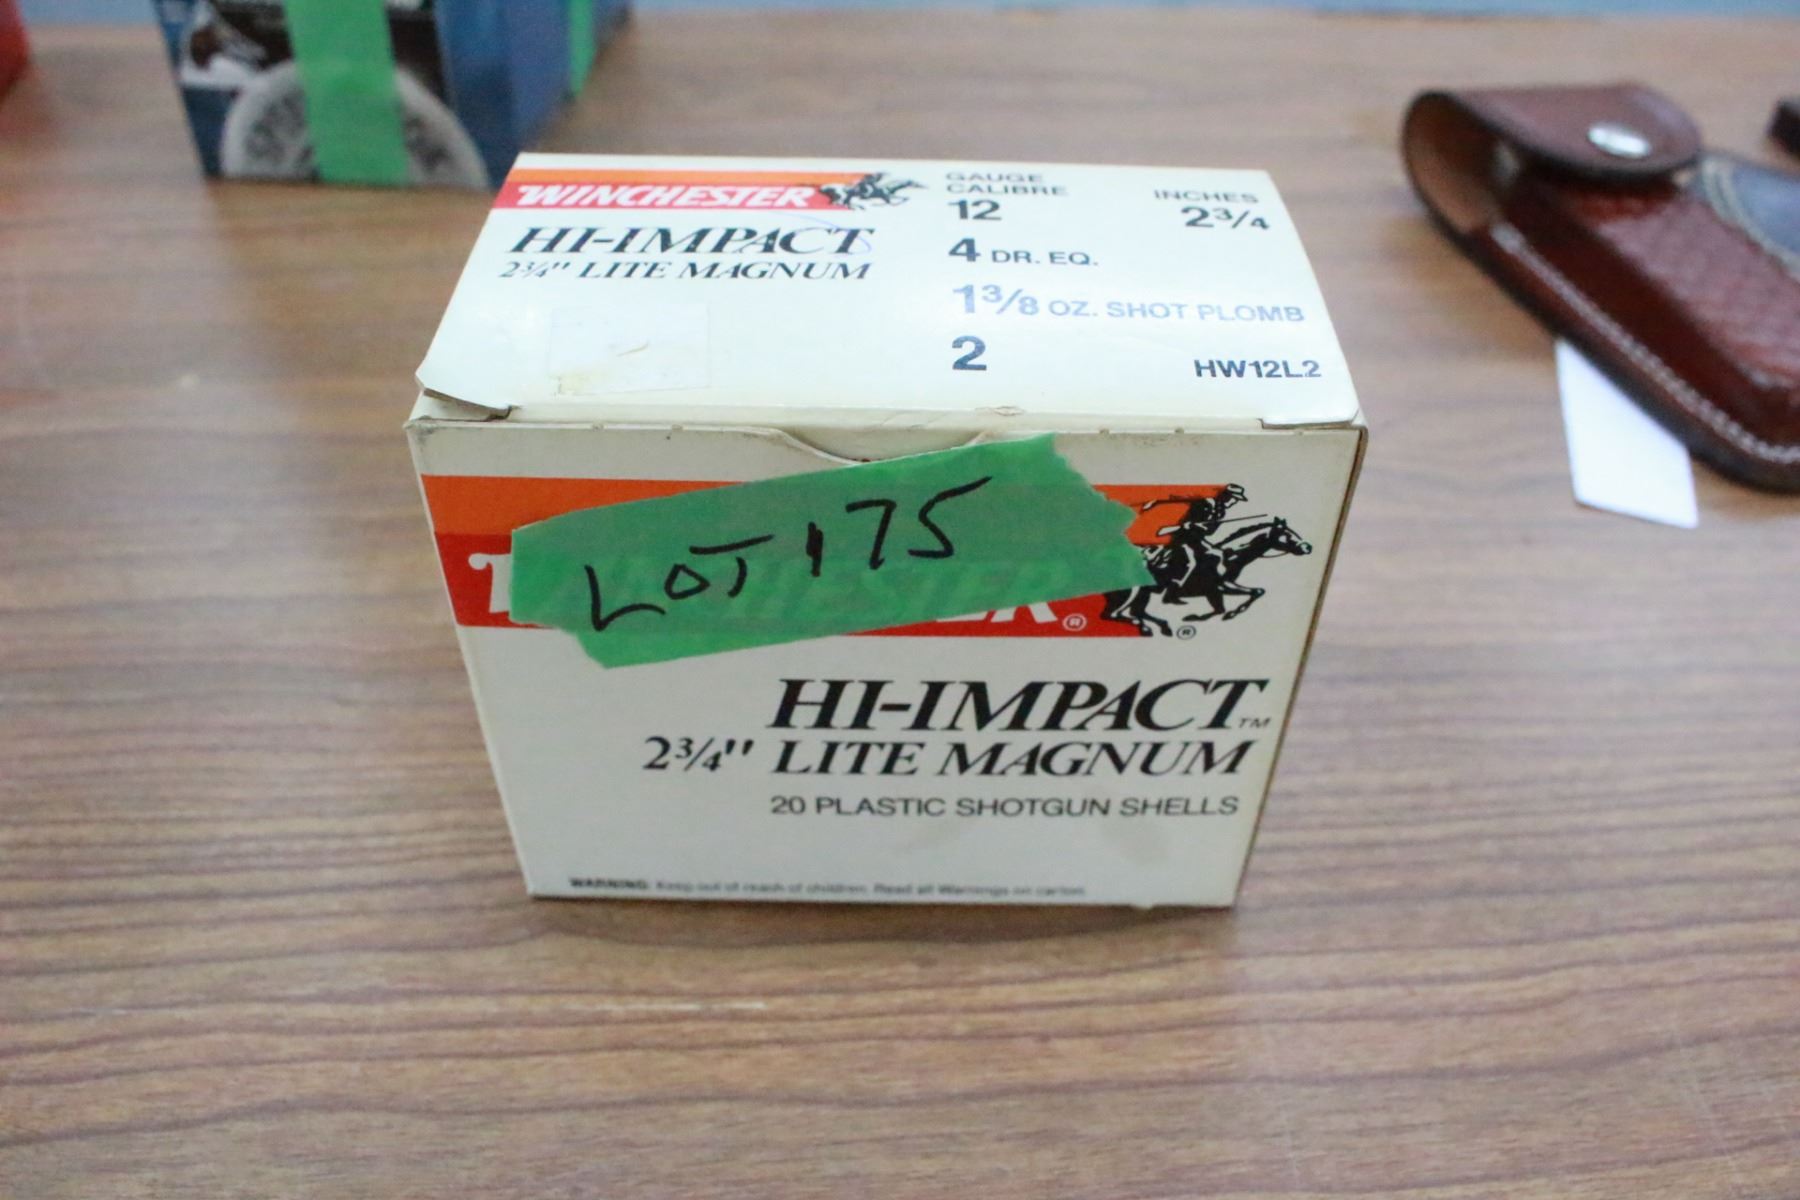 WINCHESTER
HI-IMPACT
2¾" LITE MAGNUM
GAUGE
CALIBRE
12
INCHES
2¾
4 DR. EQ.
1⅜ OZ. SHOT PLOMB
2
HW12L2
LOT 175
WINCHESTER®
®
HI-IMPACT™
2¾" LITE MAGNUM
20 PLASTIC SHOTGUN SHELLS
WARNING: Keep out of reach of children. Read all Warnings on carton.